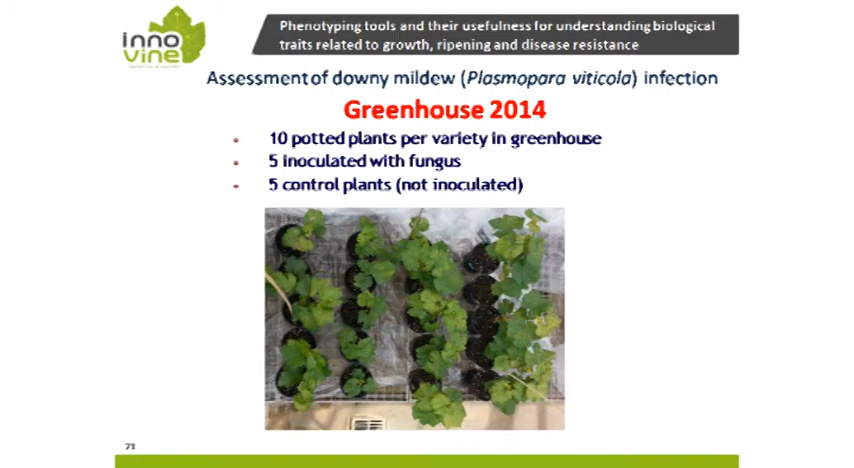 inno
vine
Phenotyping tools and their usefulness for understanding biological
traits related to growth, ripening and disease resistance
Assessment of downy mildew (Plasmopara viticola) infection
Greenhouse 2014
• 10 potted plants per variety in greenhouse
• 5 inoculated with fungus
• 5 control plants (not inoculated)